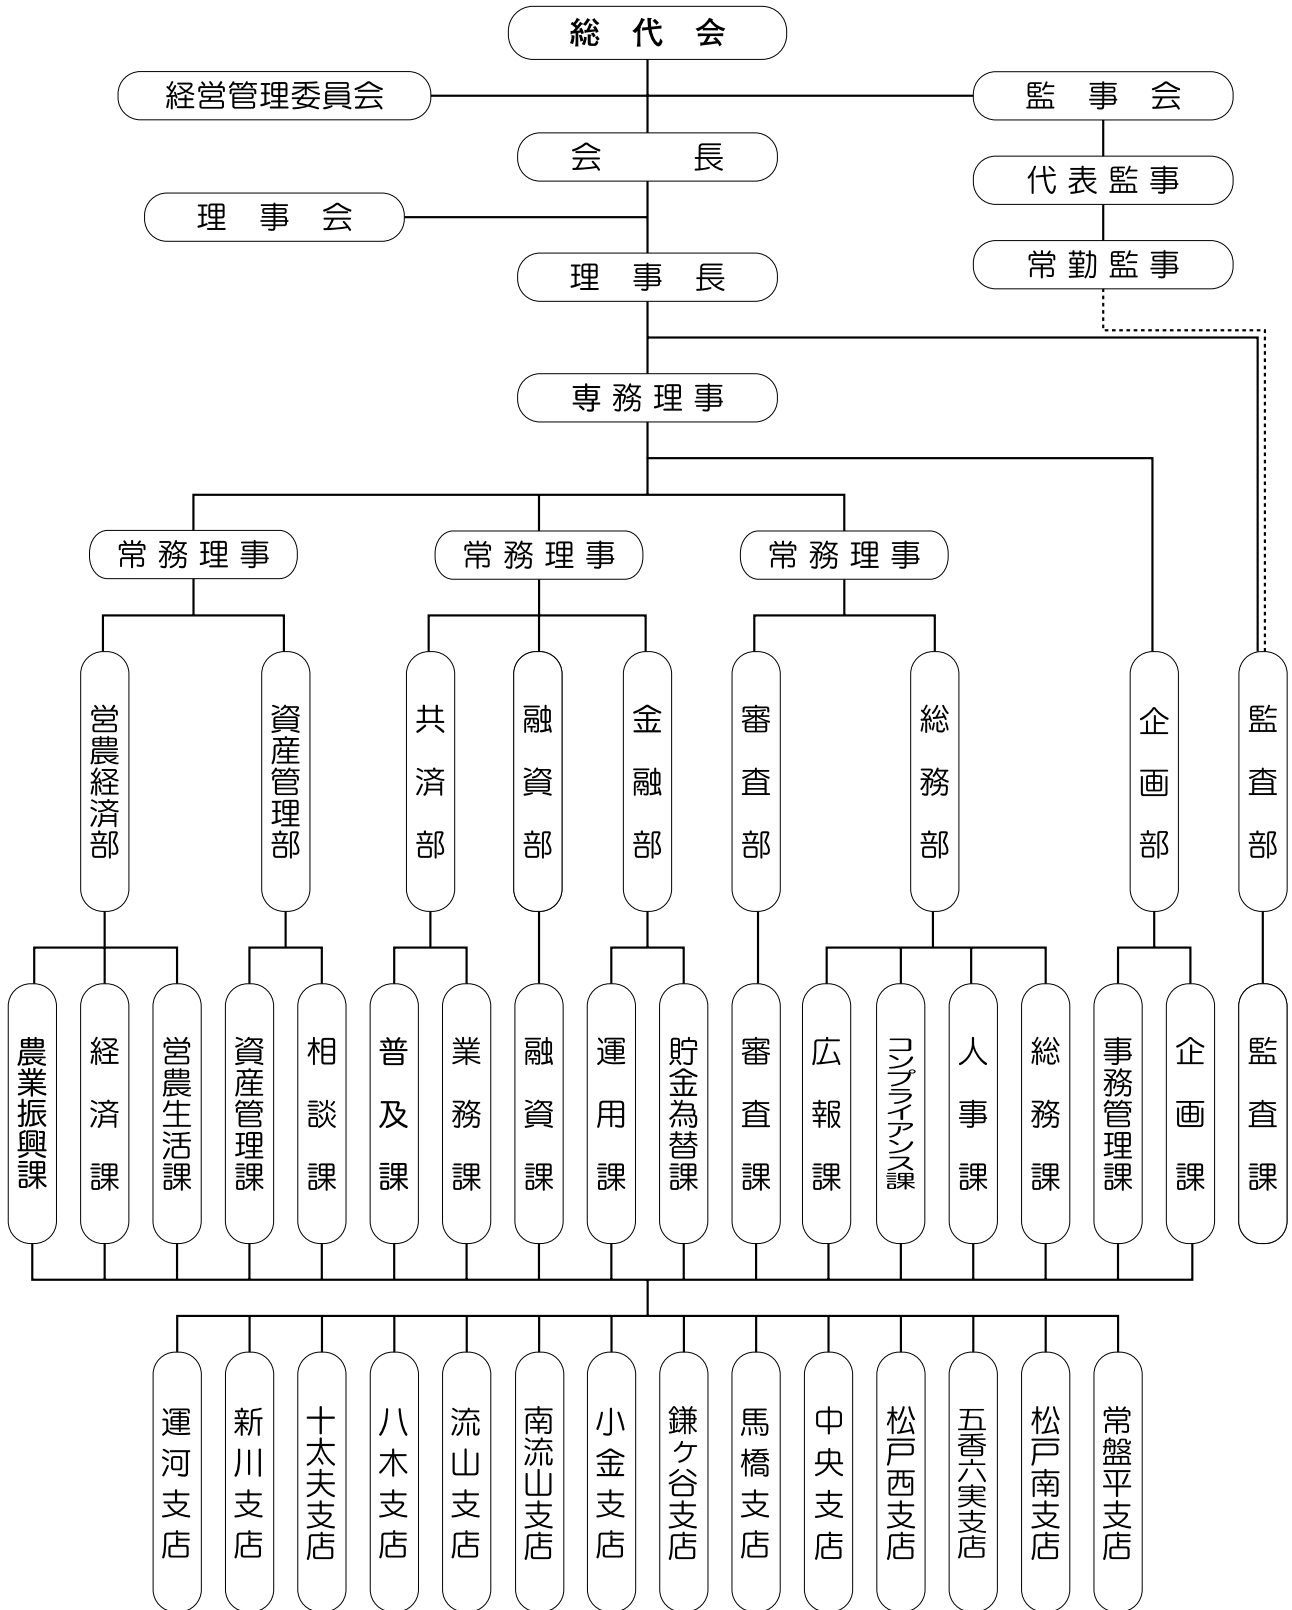 総　代　会
経営管理委員会
監　事　会
会　　　長
代表監事
理　事　会
常勤監事
理　事　長
専務理事
常務理事
常務理事
常務理事
営農経済部
資産管理部
共済部
融資部
金融部
審査部
総務部
企画部
監査部
農業振興課
経済課
営農生活課
資産管理課
相談課
普及課
業務課
融資課
運用課
貯金為替課
審査課
広報課
コンプライアンス課
人事課
総務課
事務管理課
企画課
監査課
運河支店
新川支店
十太夫支店
八木支店
流山支店
南流山支店
小金支店
鎌ヶ谷支店
馬橋支店
中央支店
松戸西支店
五香六実支店
松戸南支店
常盤平支店